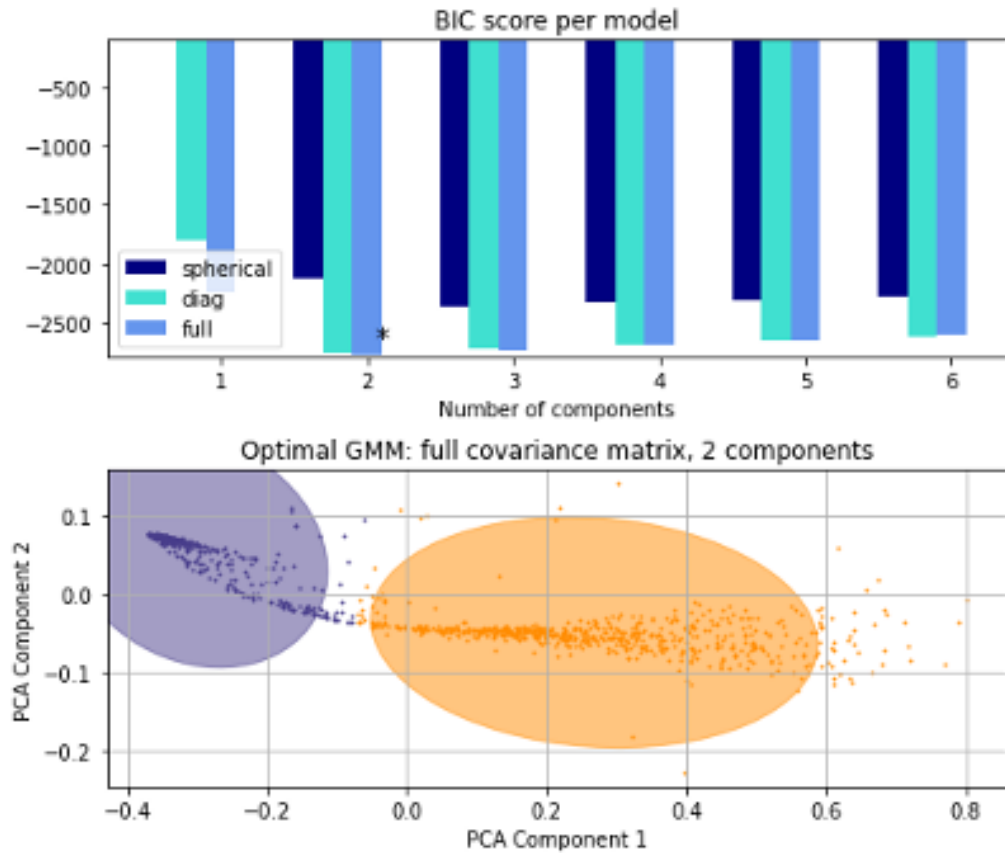 BIC score per model
−500
−1000
−1500
−2000
−2500
spherical
diag
full
*
1 2 3 4 5 6
Number of components
Optimal GMM: full covariance matrix, 2 components
PCA Component 2
0.1
0.0
−0.1
−0.2
−0.4 −0.2 0.0 0.2 0.4 0.6 0.8
PCA Component 1